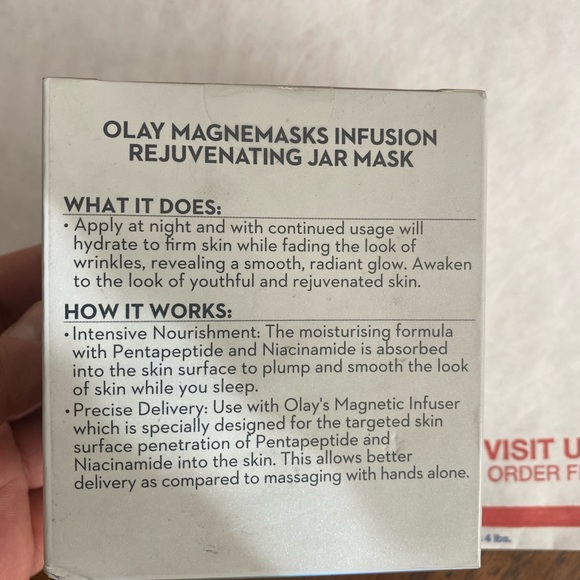 OLAY MAGNEMASKS INFUSION
REJUVENATING JAR MASK
WHAT IT DOES:
• Apply at night and with continued usage will
hydrate to firm skin while fading the look of
wrinkles, revealing a smooth, radiant glow. Awaken
to the look of youthful and rejuvenated skin.
HOW IT WORKS:
• Intensive Nourishment: The moisturising formula
with Pentapeptide and Niacinamide is absorbed
into the skin surface to plump and smooth the look
of skin while you sleep.
• Precise Delivery: Use with Olay's Magnetic Infuser
which is specially designed for the targeted skin
surface penetration of Pentapeptide and
Niacinamide into the skin. This allows better
delivery as compared to massaging with hands alone.
VISIT
ORDER
lbs.